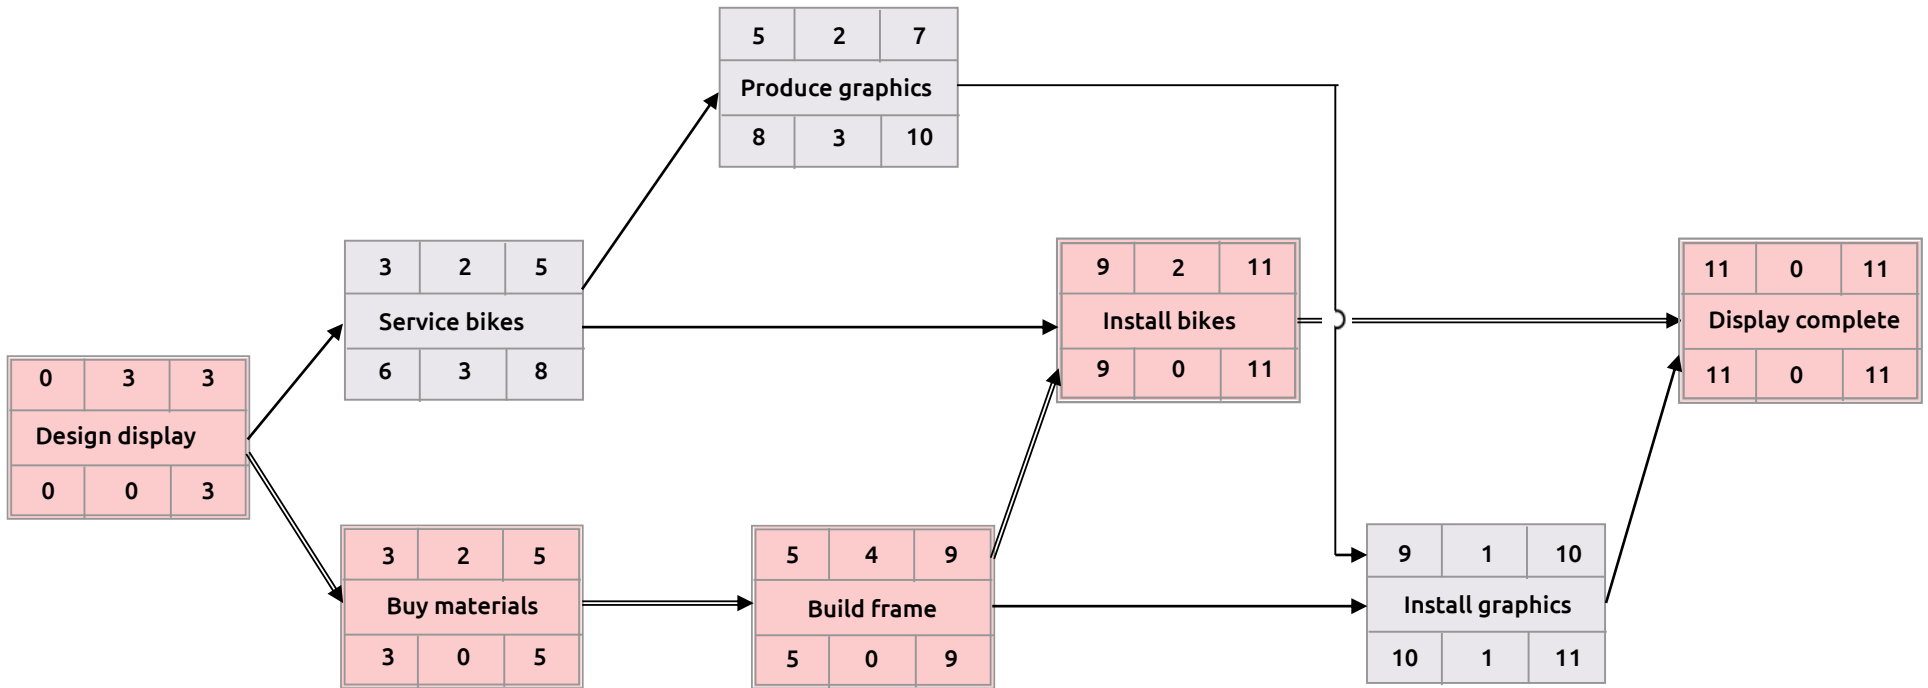 5 2 7
Produce graphics
8 3 10
3 2 5
Service bikes
6 3 8
9 2 11
Install bikes
9 0 11
11 0 11
Display complete
11 0 11
0 3 3
Design display
0 0 3
3 2 5
Buy materials
3 0 5
5 4 9
Build frame
5 0 9
9 1 10
Install graphics
10 1 11